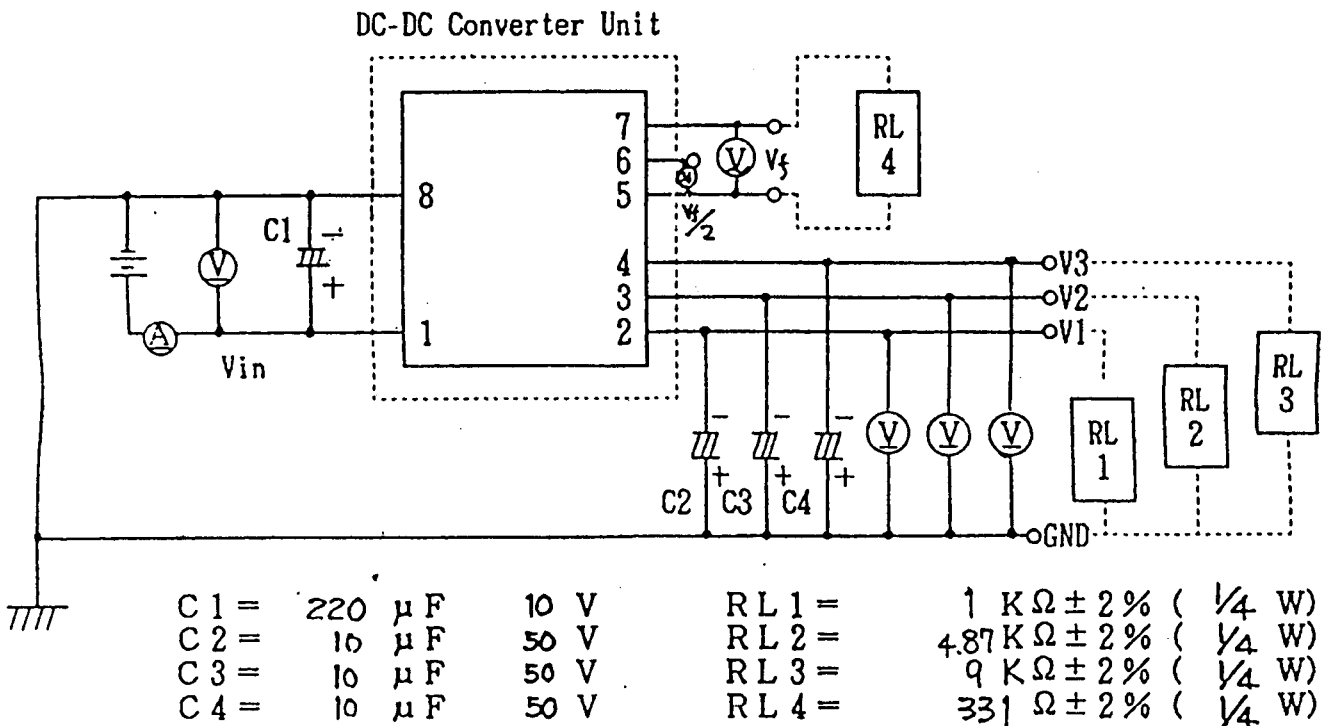 DC-DC Converter Unit
7
6
5
4
3
2
8
1
V
Vf
Vf/2
RL
4
C1
-
+
V
A
Vin
V3
V2
V1
RL
3
RL
2
RL
1
-
-
-
+
+
+
V
V
V
C2
C3
C4
GND
C1= 220 μF 10 V RL1= 1 KΩ±2% ( 1/4 W)
C2= 10 μF 50 V RL2= 4.87 KΩ±2% ( 1/4 W)
C3= 10 μF 50 V RL3= 9 KΩ±2% ( 1/4 W)
C4= 10 μF 50 V RL4= 331 Ω±2% ( 1/4 W)